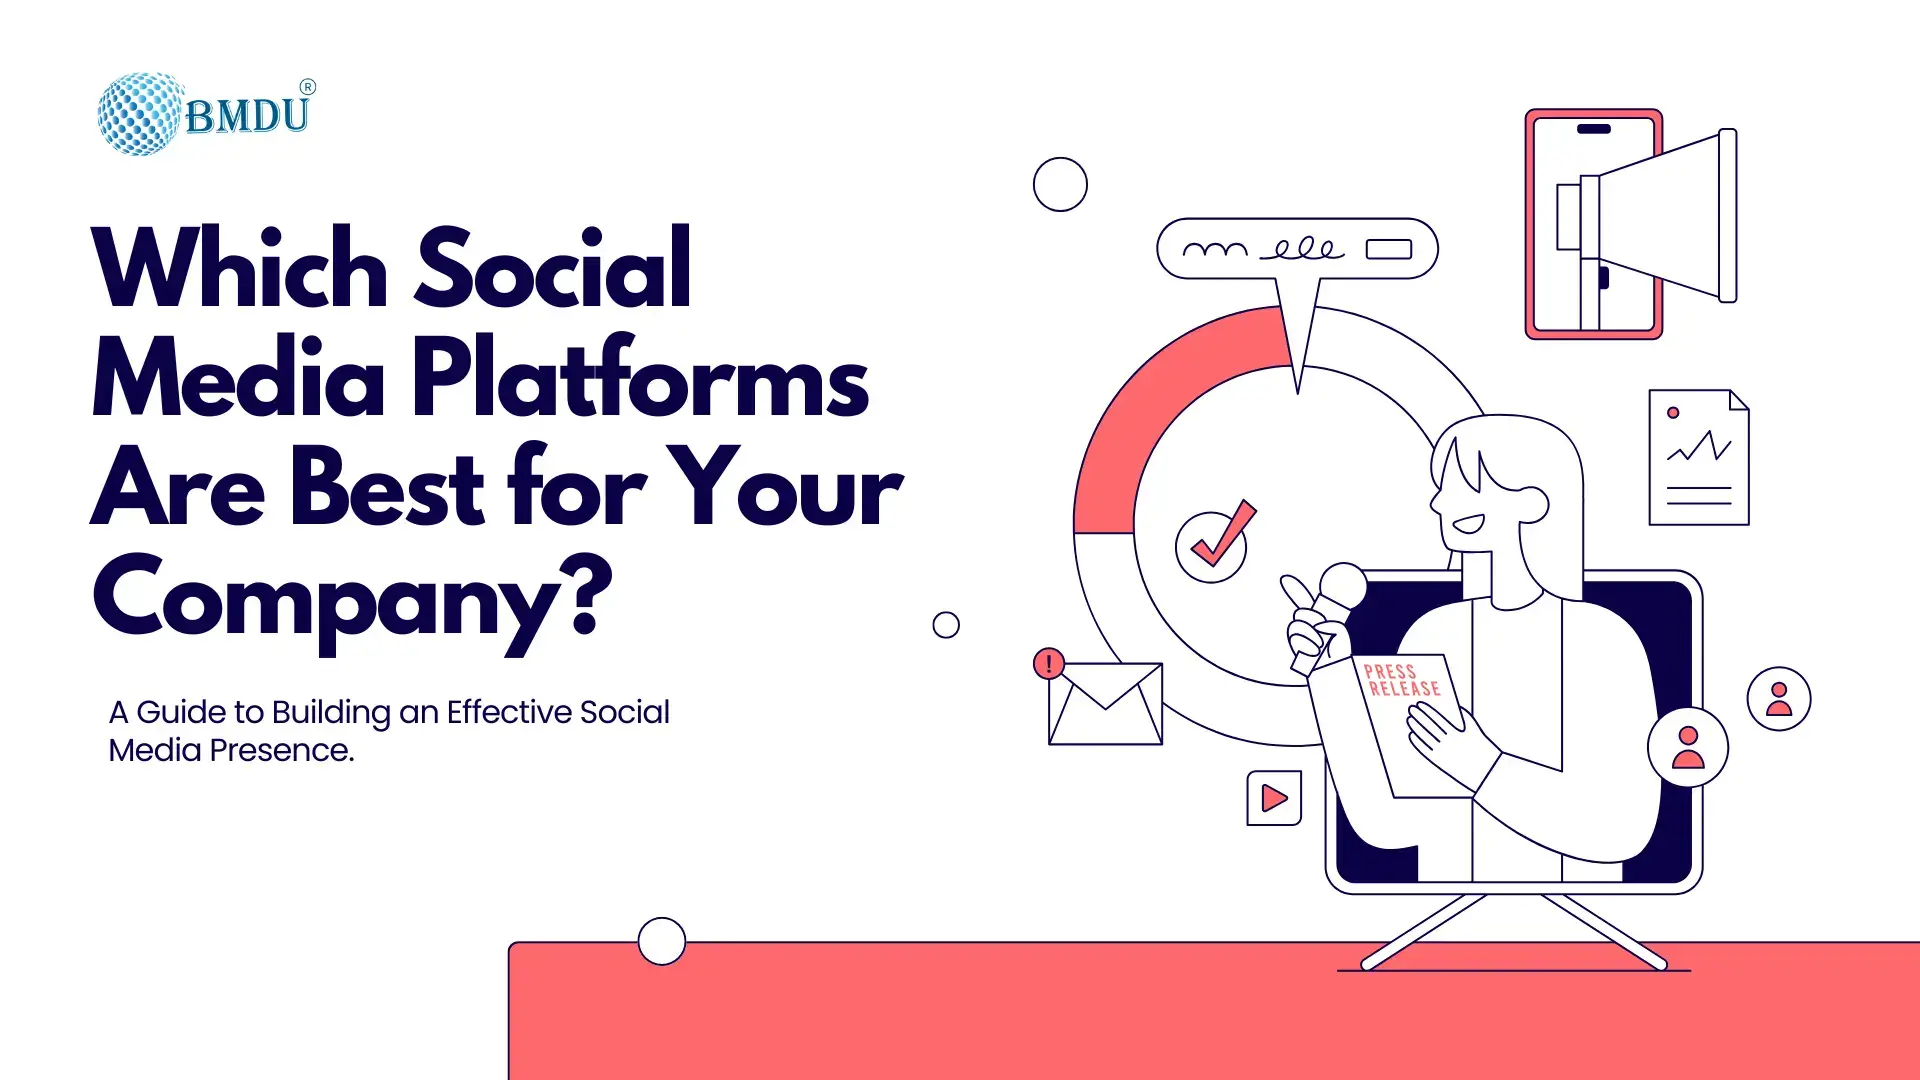 BMDU®
Which Social
Media Platforms
Are Best for Your
Company?
A Guide to Building an Effective Social
Media Presence.
!
PRESS
RELEASE